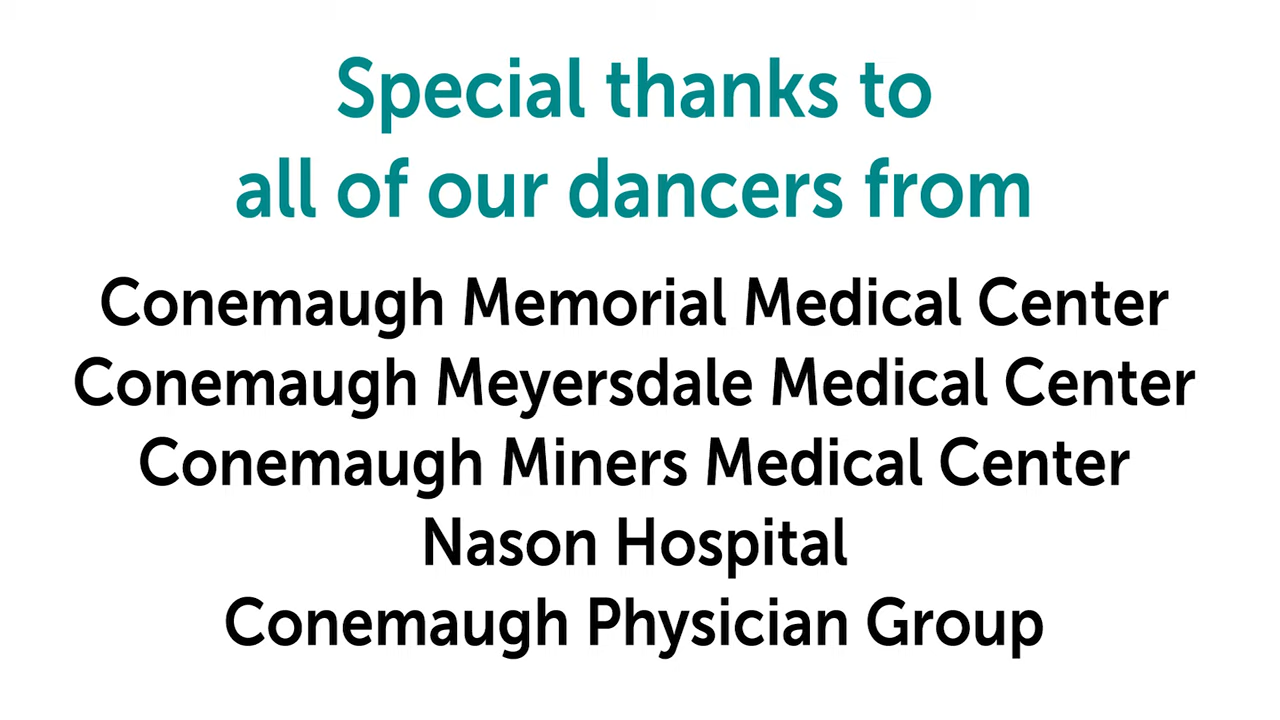 Special thanks to
all of our dancers from
Conemaugh Memorial Medical Center
Conemaugh Meyersdale Medical Center
Conemaugh Miners Medical Center
Nason Hospital
Conemaugh Physician Group